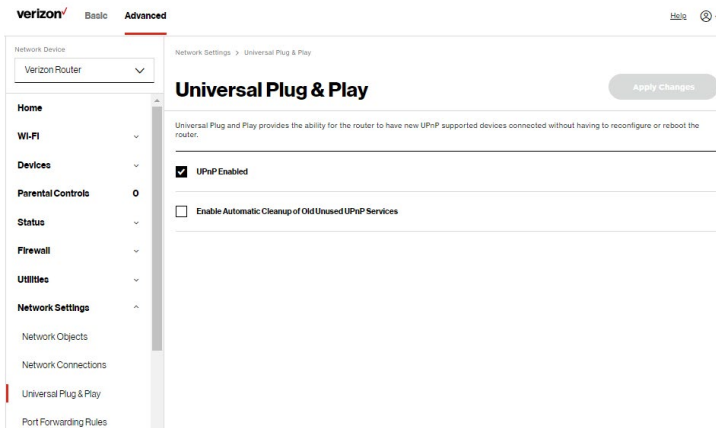 verizon
Basic
Advanced
Help
Network Device
Verizon Router
Home
Wi-Fi
Devices
Parental Controls 0
Status
Firewall
Utilities
Network Settings
Network Objects
Network Connections
Universal Plug & Play
Port Forwarding Rules
Network Settings > Universal Plug & Play
Universal Plug & Play
Apply Changes
Universal Plug and Play provides the ability for the router to have new UPnP supported devices connected without having to reconfigure or reboot the
router.
UPnP Enabled
Enable Automatic Cleanup of Old Unused UPnP Services